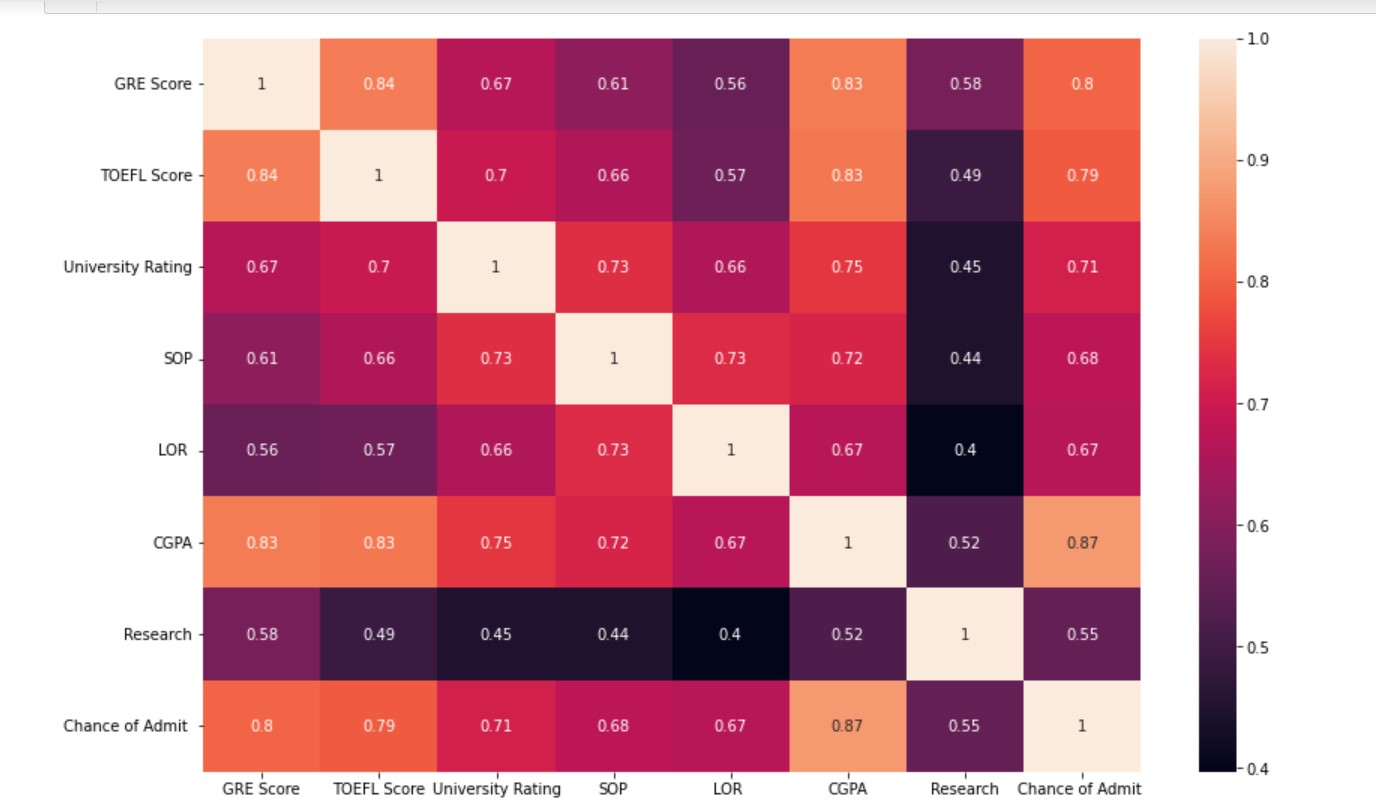 GRE Score 1 0.84 0.67 0.61 0.56 0.83 0.58 0.8
TOEFL Score 0.84 1 0.7 0.66 0.57 0.83 0.49 0.79
University Rating 0.67 0.7 1 0.73 0.66 0.75 0.45 0.71
SOP 0.61 0.66 0.73 1 0.73 0.72 0.44 0.68
LOR 0.56 0.57 0.66 0.73 1 0.67 0.4 0.67
CGPA 0.83 0.83 0.75 0.72 0.67 1 0.52 0.87
Research 0.58 0.49 0.45 0.44 0.4 0.52 1 0.55
Chance of Admit 0.8 0.79 0.71 0.68 0.67 0.87 0.55 1
GRE Score TOEFL Score University Rating SOP LOR CGPA Research Chance of Admit
1.0
0.9
0.8
0.7
0.6
0.5
0.4